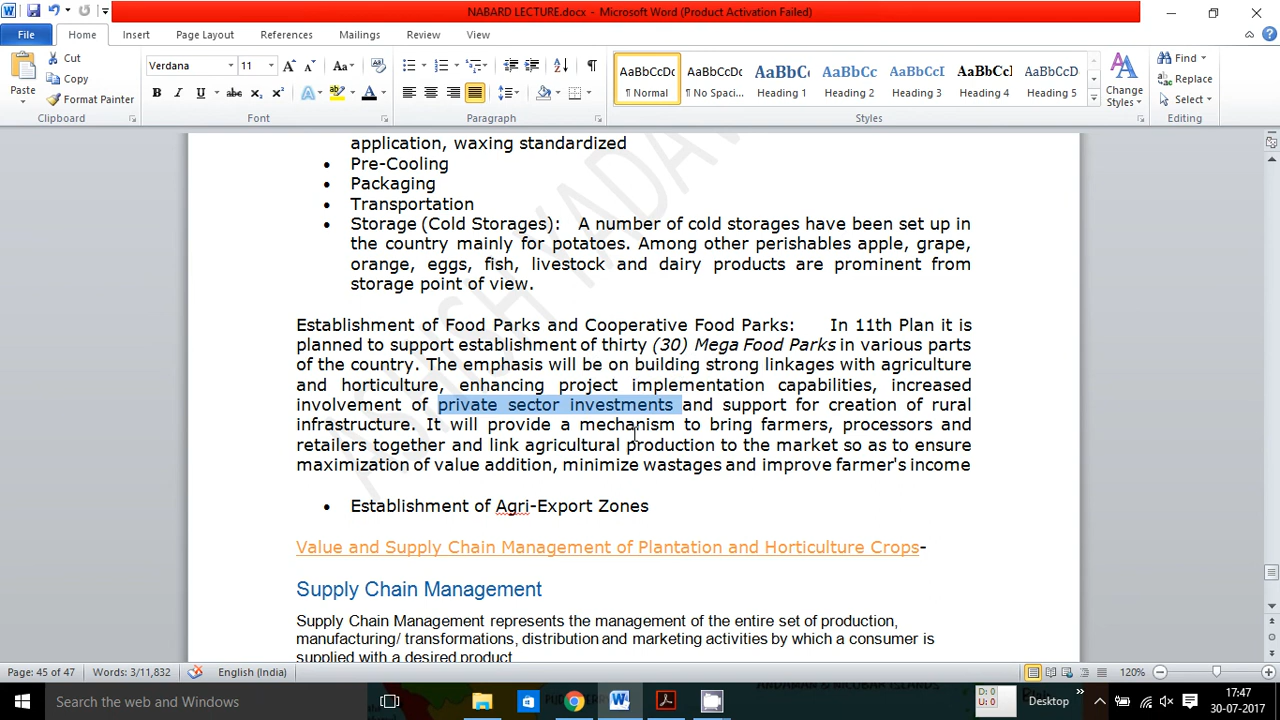 NABARD LECTURE.docx - Microsoft Word (Product Activation Failed)
File Home Insert Page Layout References Mailings Review View
Paste
Cut
Copy
Format Painter
Clipboard
Verdana 11
Font
Paragraph
AaBbCcDc AaBbCcDc AaBbC AaBbCc AaBbCcI AaBbCcI AaBbCcDc
¶ Normal ¶ No Spaci... Heading 1 Heading 2 Heading 3 Heading 4 Heading 5
Change Styles
Styles
Find
Replace
Select
Editing
application, waxing standardized
• Pre-Cooling
• Packaging
• Transportation
• Storage (Cold Storages): A number of cold storages have been set up in
the country mainly for potatoes. Among other perishables apple, grape,
orange, eggs, fish, livestock and dairy products are prominent from
storage point of view.
Establishment of Food Parks and Cooperative Food Parks: In 11th Plan it is
planned to support establishment of thirty (30) Mega Food Parks in various parts
of the country. The emphasis will be on building strong linkages with agriculture
and horticulture, enhancing project implementation capabilities, increased
involvement of private sector investments and support for creation of rural
infrastructure. It will provide a mechanism to bring farmers, processors and
retailers together and link agricultural production to the market so as to ensure
maximization of value addition, minimize wastages and improve farmer's income
• Establishment of Agri-Export Zones
Value and Supply Chain Management of Plantation and Horticulture Crops-
Supply Chain Management
Supply Chain Management represents the management of the entire set of production,
manufacturing/ transformations, distribution and marketing activities by which a consumer is
supplied with a desired product
Page: 45 of 47 Words: 3/11,832 English (India) 120%
Search the web and Windows
D: 0
U: 0
Desktop
17:47
30-07-2017